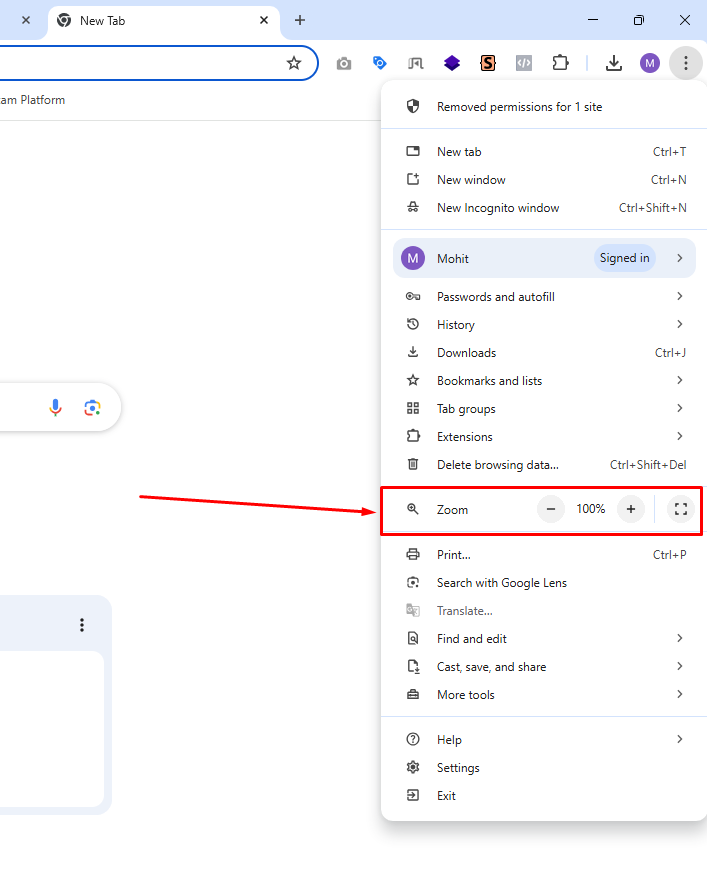 New Tab
am Platform
M
Removed permissions for 1 site
New tab Ctrl+T
New window Ctrl+N
New Incognito window Ctrl+Shift+N
M Mohit Signed in
Passwords and autofill
History
Downloads Ctrl+J
Bookmarks and lists
Tab groups
Extensions
Delete browsing data... Ctrl+Shift+Del
Zoom − 100% +
Print... Ctrl+P
Search with Google Lens
Translate...
Find and edit
Cast, save, and share
More tools
Help
Settings
Exit